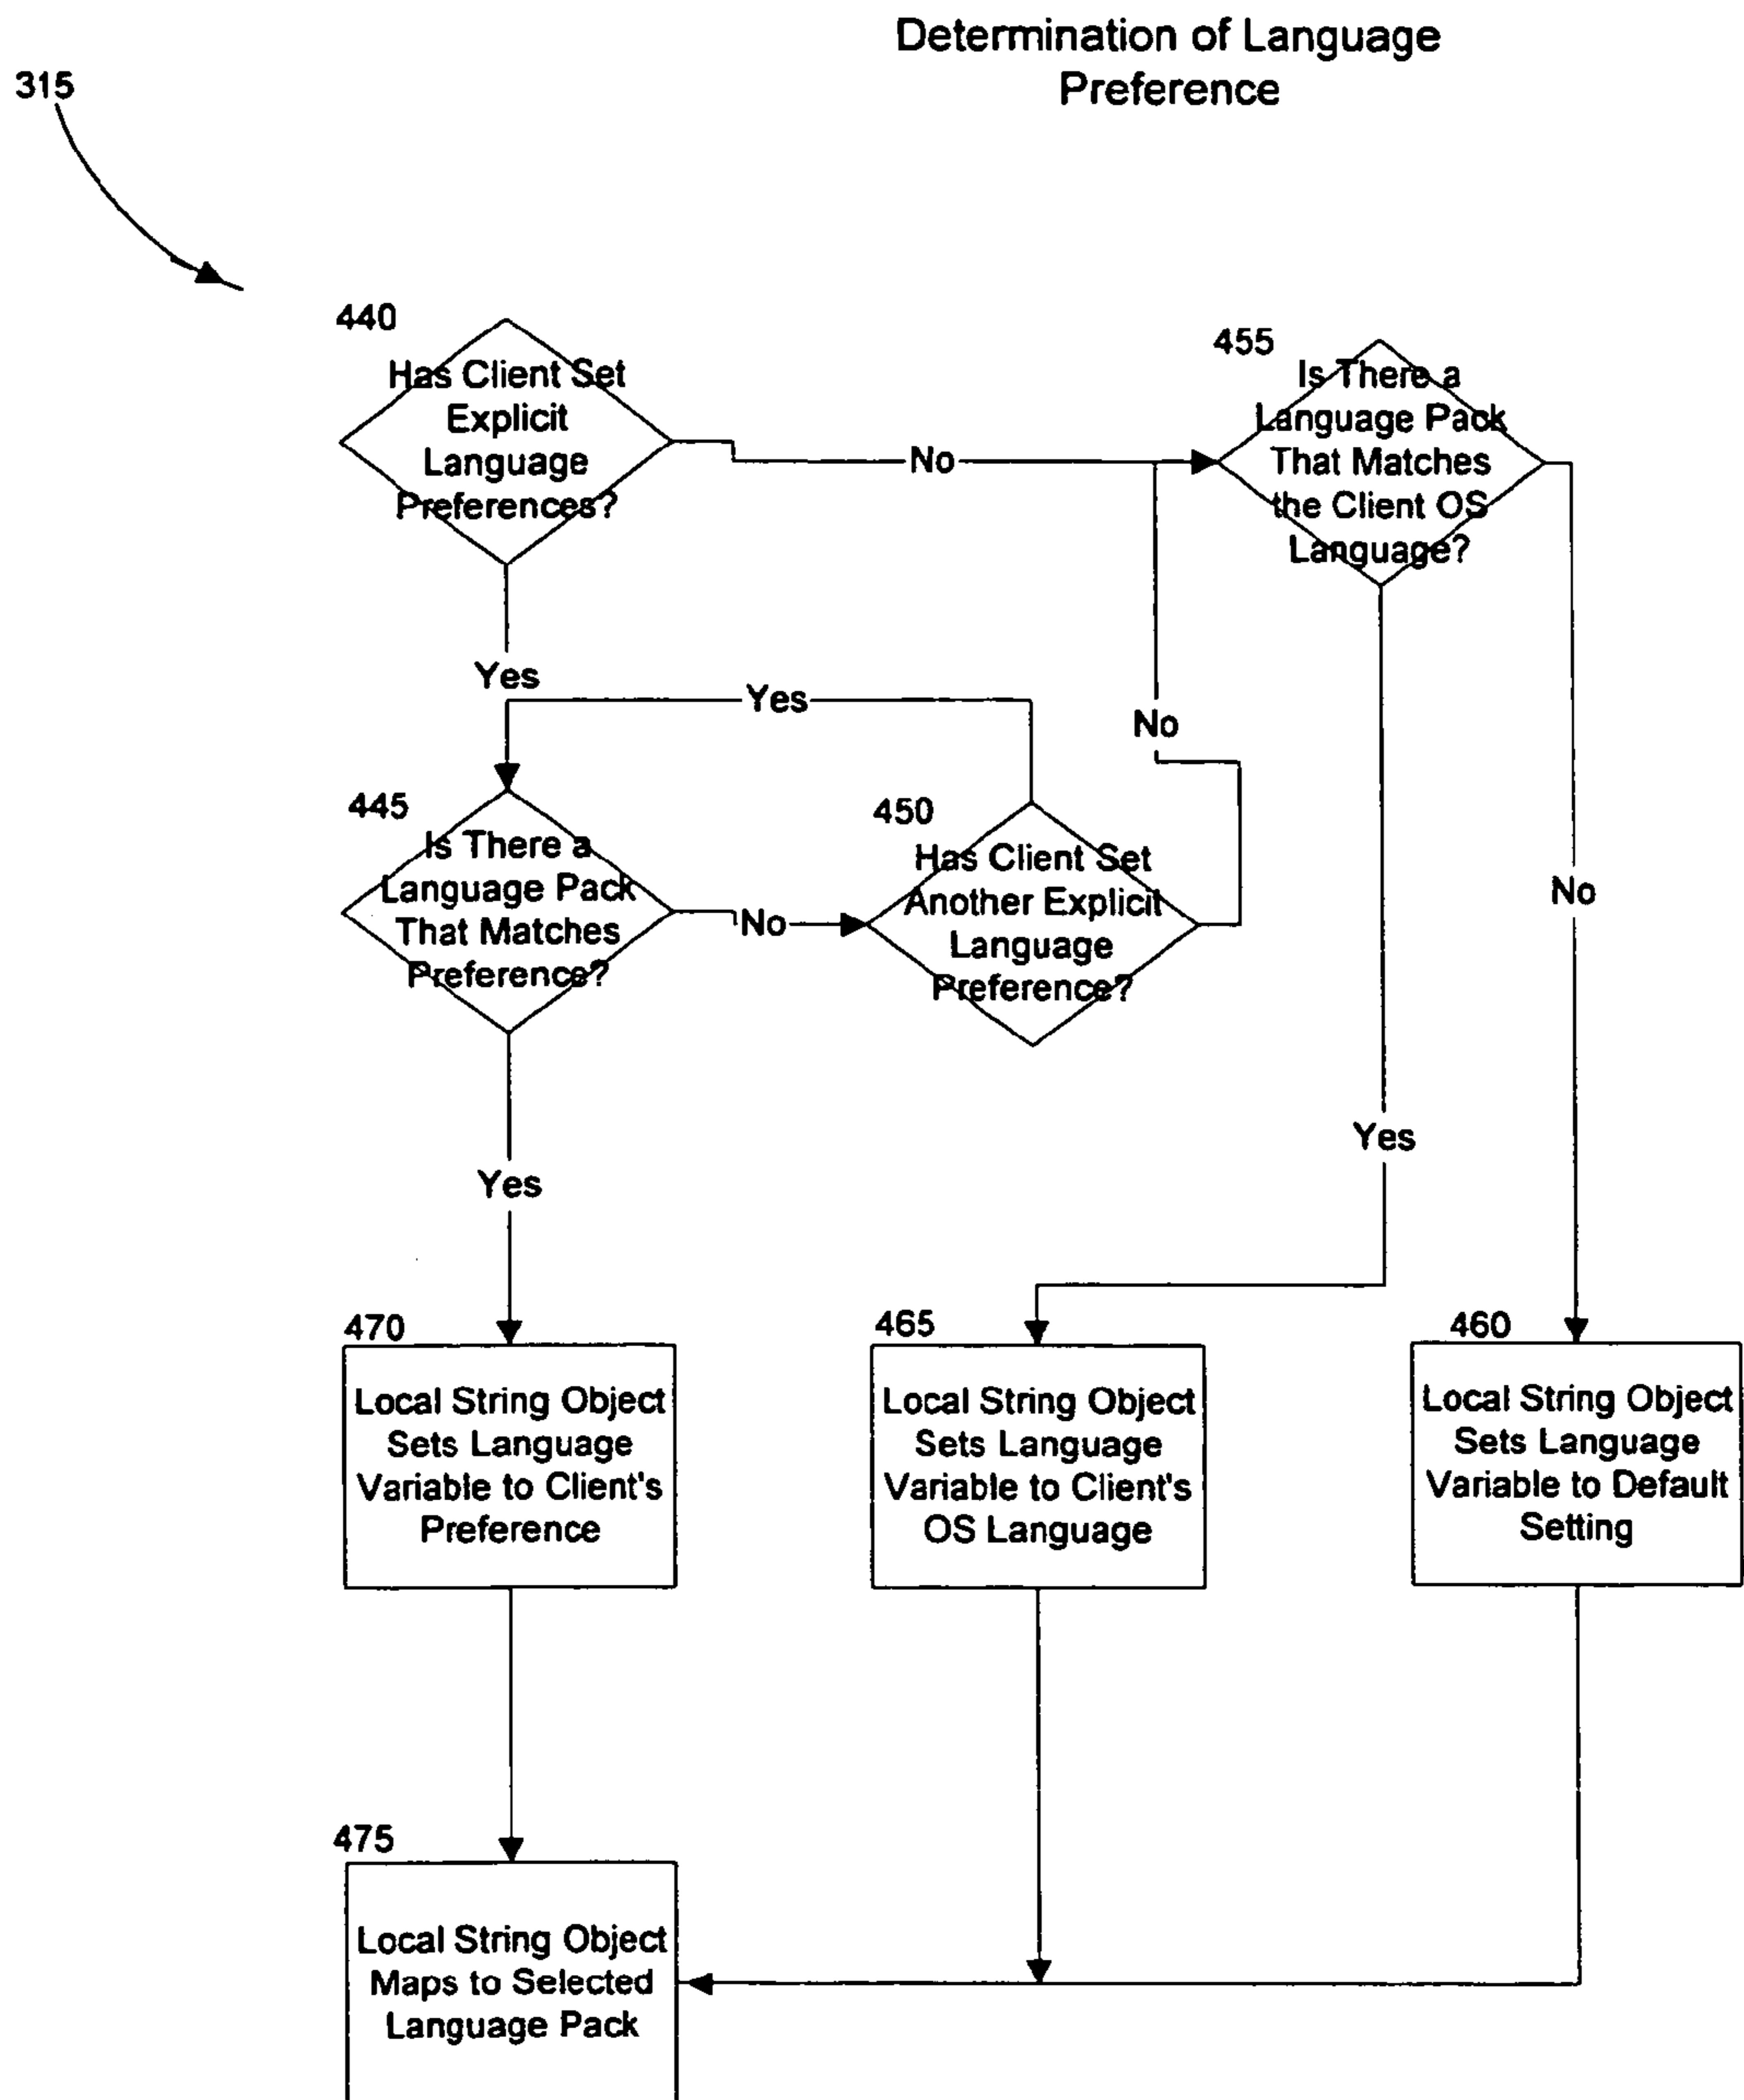 Determination of Language
Preference
315
440
Has Client Set
Explicit
Language
Preferences?
No
455
Is There a
Language Pack
That Matches
the Client OS
Language?
Yes
Yes
No
No
445
Is There a
Language Pack
That Matches
Preference?
No
450
Has Client Set
Another Explicit
Language
Preference?
Yes
Yes
470
Local String Object
Sets Language
Variable to Client's
Preference
465
Local String Object
Sets Language
Variable to Client's
OS Language
460
Local String Object
Sets Language
Variable to Default
Setting
475
Local String Object
Maps to Selected
Language Pack